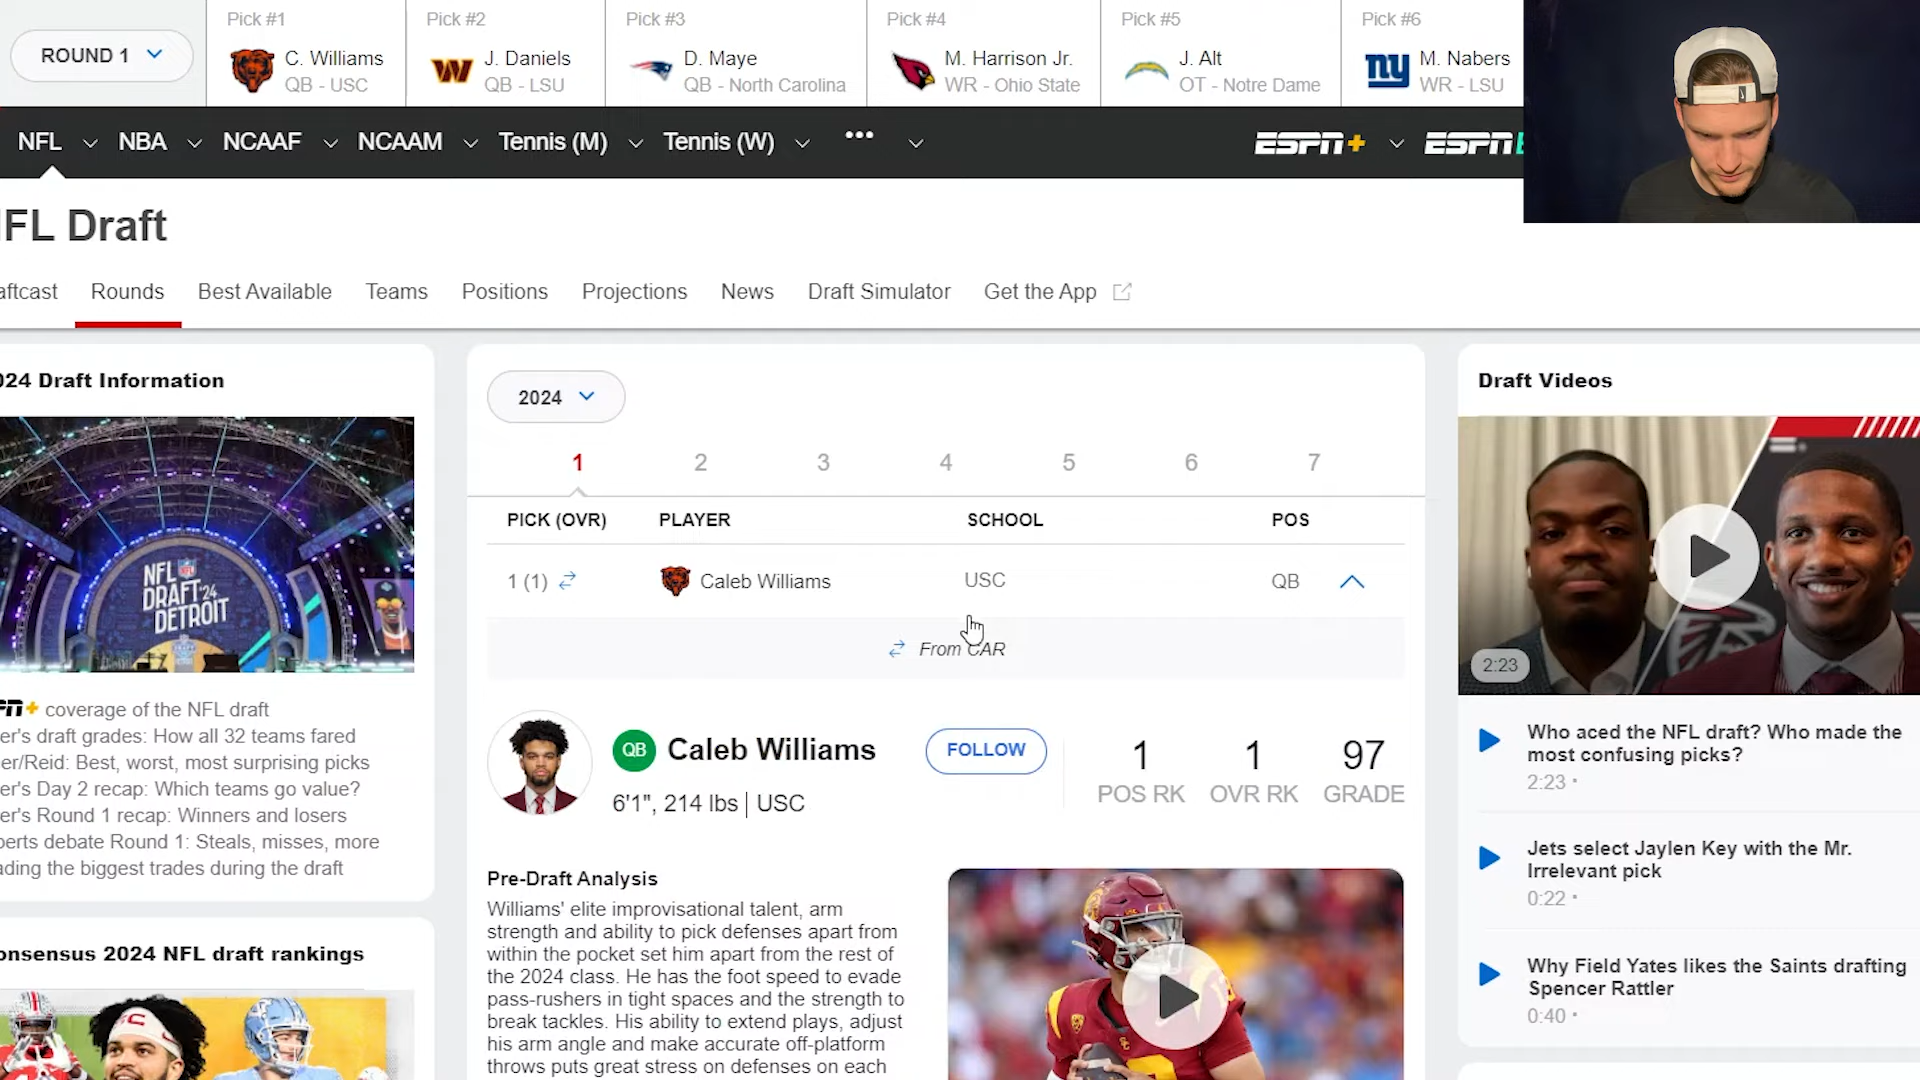 ROUND 1
Pick #1
C. Williams
QB - USC
Pick #2
J. Daniels
QB - LSU
Pick #3
D. Maye
QB - North Carolina
Pick #4
M. Harrison Jr.
WR - Ohio State
Pick #5
J. Alt
OT - Notre Dame
Pick #6
ny
M. Nabers
WR - LSU
NFL NBA NCAAF NCAAM Tennis (M) Tennis (W) ••• ESPN+ ESPN
FL Draft
aftcast Rounds Best Available Teams Positions Projections News Draft Simulator Get the App
024 Draft Information
NFL
DRAFT '24
DETROIT
PN+ coverage of the NFL draft
er's draft grades: How all 32 teams fared
er/Reid: Best, worst, most surprising picks
er's Day 2 recap: Which teams go value?
er's Round 1 recap: Winners and losers
perts debate Round 1: Steals, misses, more
ading the biggest trades during the draft
onsensus 2024 NFL draft rankings
2024
1 2 3 4 5 6 7
PICK (OVR) PLAYER SCHOOL POS
1 (1) Caleb Williams USC QB
From CAR
QB Caleb Williams
6'1", 214 lbs | USC
FOLLOW
1
POS RK
1
OVR RK
97
GRADE
Pre-Draft Analysis
Williams' elite improvisational talent, arm
strength and ability to pick defenses apart from
within the pocket set him apart from the rest of
the 2024 class. He has the foot speed to evade
pass-rushers in tight spaces and the strength to
break tackles. His ability to extend plays, adjust
his arm angle and make accurate off-platform
throws puts great stress on defenses on each
Draft Videos
2:23
Who aced the NFL draft? Who made the
most confusing picks?
2:23 •
Jets select Jaylen Key with the Mr.
Irrelevant pick
0:22 •
Why Field Yates likes the Saints drafting
Spencer Rattler
0:40 •